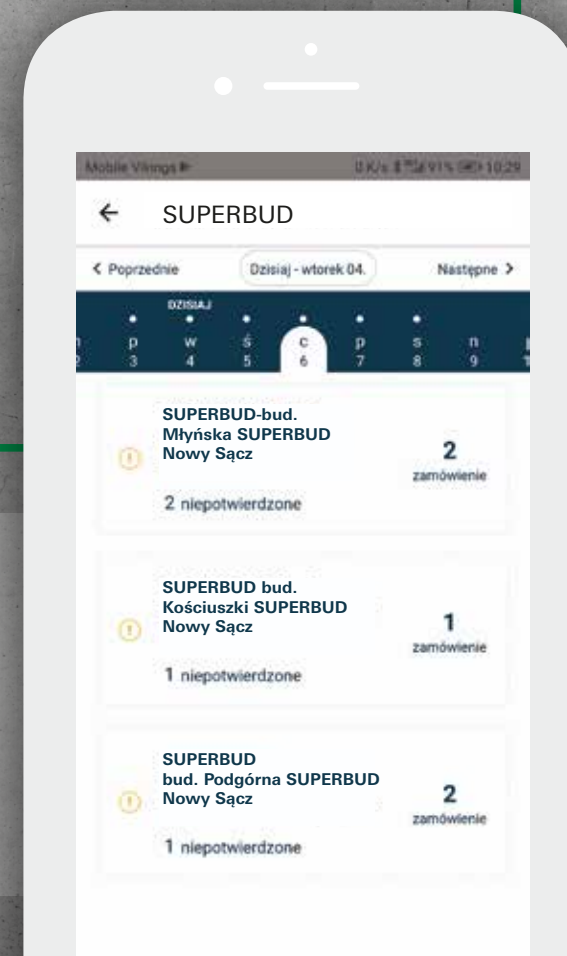 Mobile Vikings
91% 10:29
SUPERBUD
Poprzednie Dzisiaj - wtorek 04. Następne
DZISIAJ
p w ś c p s n
2 3 4 5 6 7 8 9
SUPERBUD-bud.
Młyńska SUPERBUD
Nowy Sącz
2
zamówienie
2 niepotwierdzone
SUPERBUD bud.
Kościuszki SUPERBUD
Nowy Sącz
1
zamówienie
1 niepotwierdzone
SUPERBUD
bud. Podgórna SUPERBUD
Nowy Sącz
2
zamówienie
1 niepotwierdzone